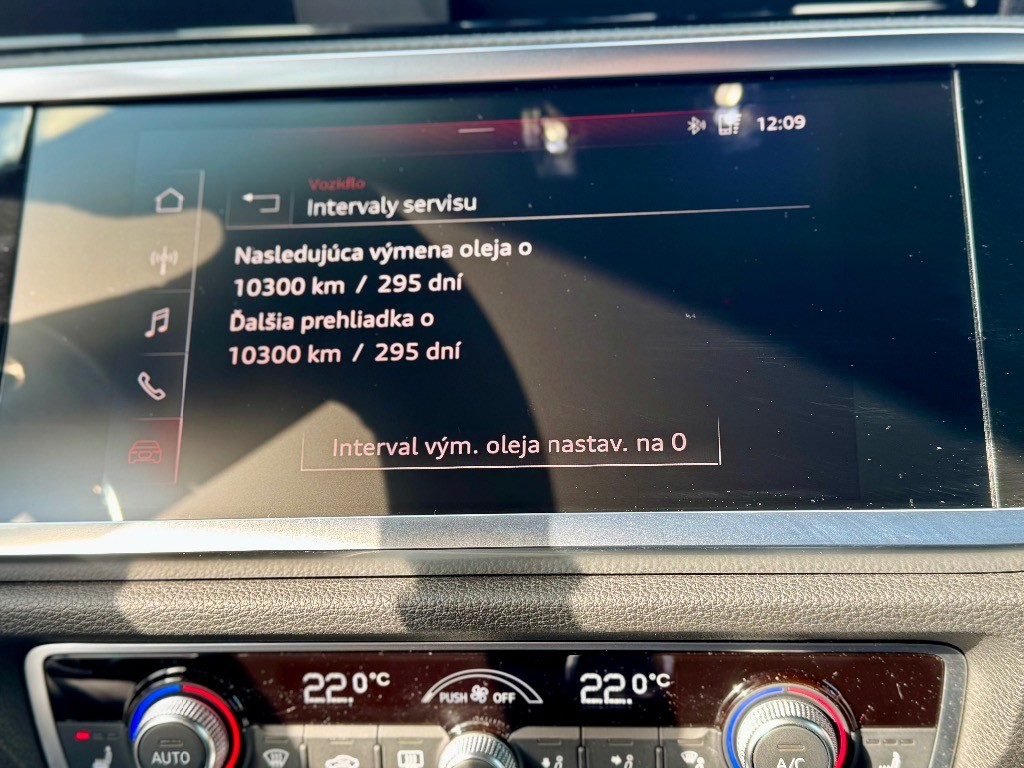 12:09
Vozidlo
Intervaly servisu
Nasledujúca výmena oleja o
10300 km / 295 dní
Ďalšia prehliadka o
10300 km / 295 dní
Interval vým. oleja nastav. na 0
22.0°C PUSH OFF 22.0°C
AUTO A/C